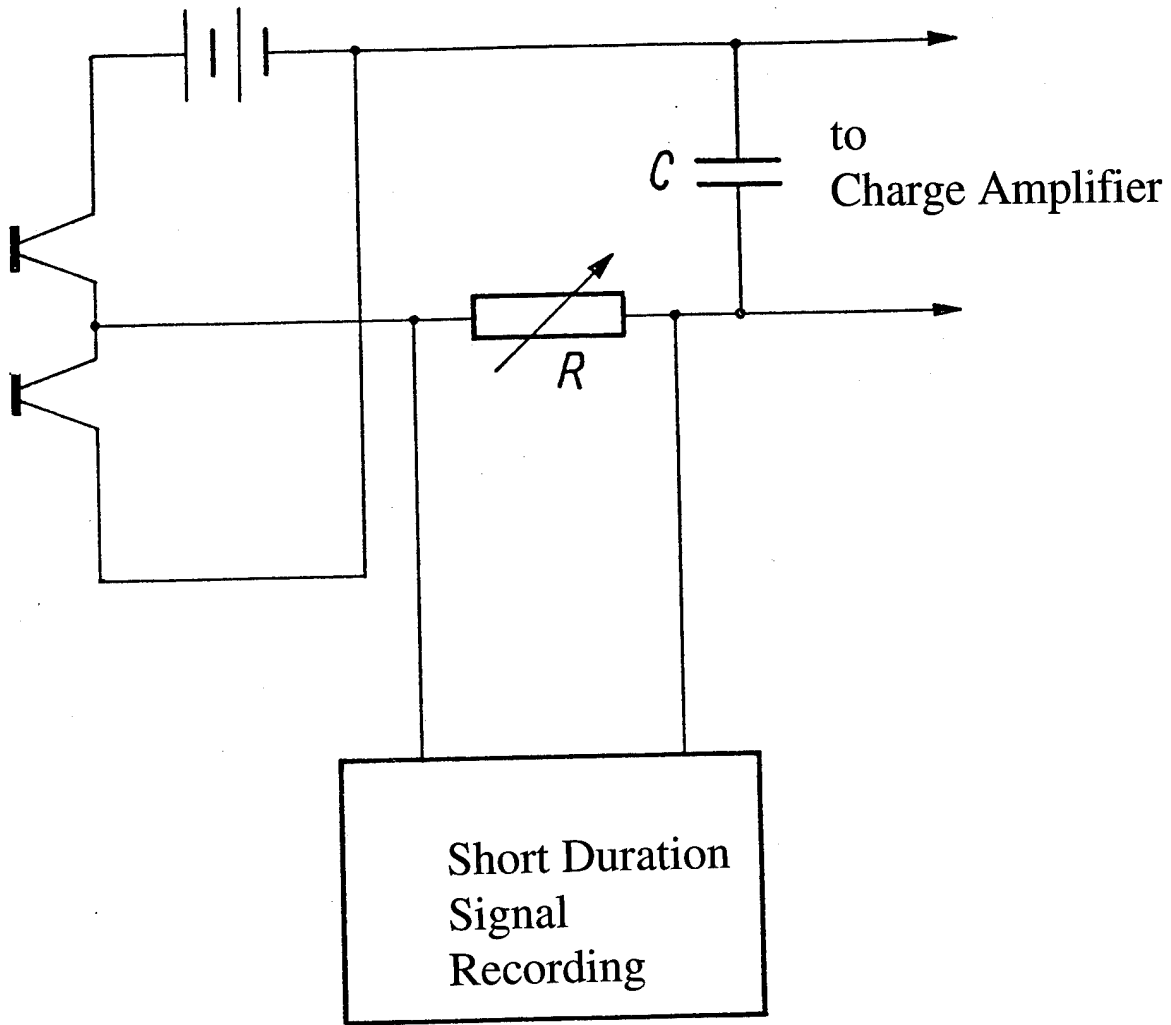 to
Charge Amplifier
C
R
Short Duration
Signal
Recording